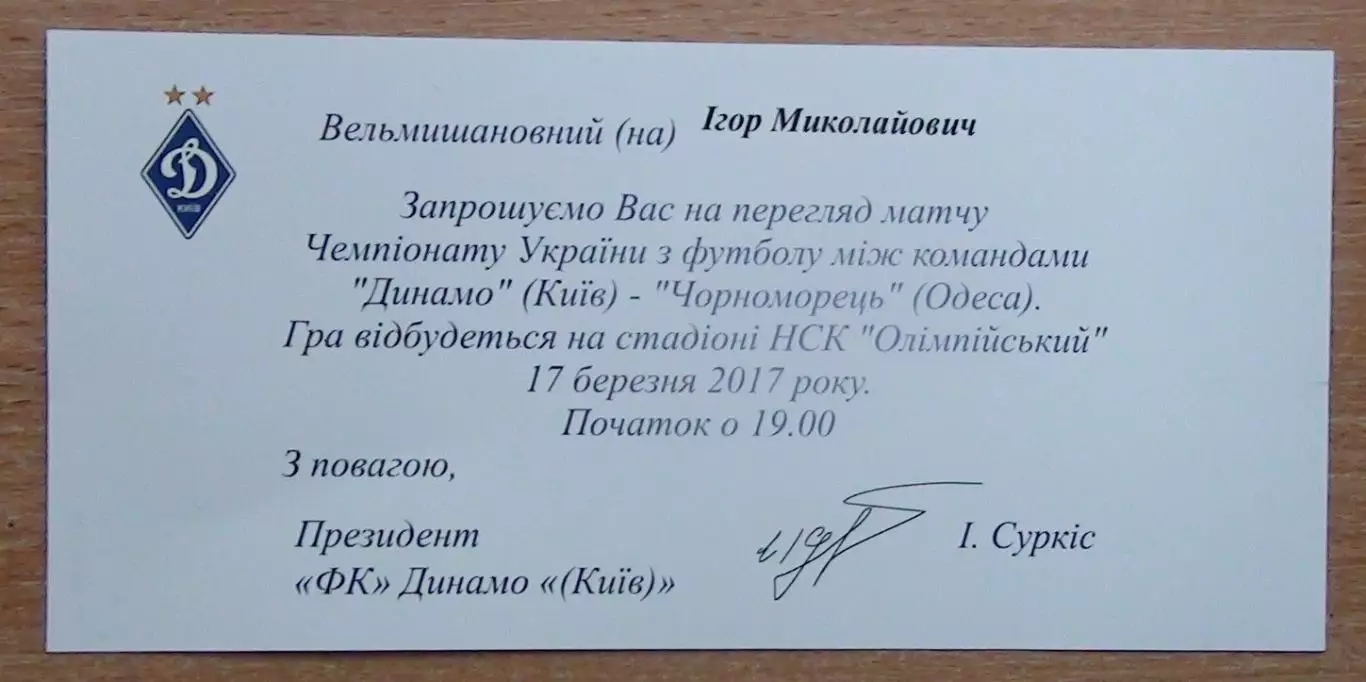 Вельмишановний (на) Ігор Миколайович
Запрошуємо Вас на перегляд матчу
Чемпіонату України з футболу між командами
"Динамо" (Київ) - "Чорноморець" (Одеса).
Гра відбудеться на стадіоні НСК "Олімпійський"
17 березня 2017 року.
Початок о 19.00
З повагою,
Президент
«ФК» Динамо «(Київ)»
І. Суркіс
Д
КИЇВ